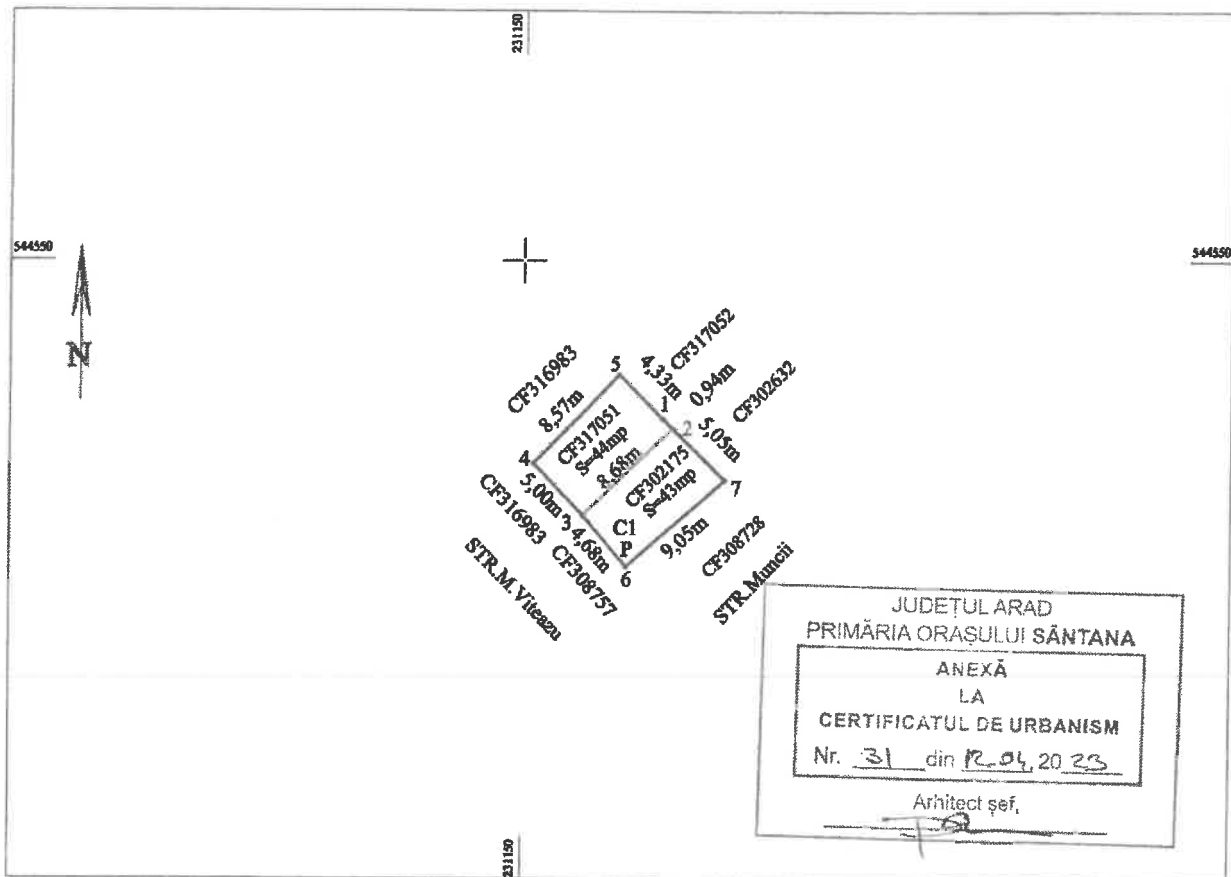 231150
544550
544550
N
CF316983
8,57m
5
4,33m
CF317052
1
0,94m
CF302632
2
5,05m
4
CF317051
S=44mp
8,68m
CF302175
S=43mp
7
5,00m
CF316983
3
4,68m
CF308757
C1
P
6
9,05m
CF308728
STR.M.Viteazu
STR.Muncii
231150
JUDEȚUL ARAD
PRIMĂRIA ORAȘULUI SÂNTANA
ANEXĂ
LA
CERTIFICATUL DE URBANISM
Nr. 31 din 12.04, 20 23
Arhitect șef,